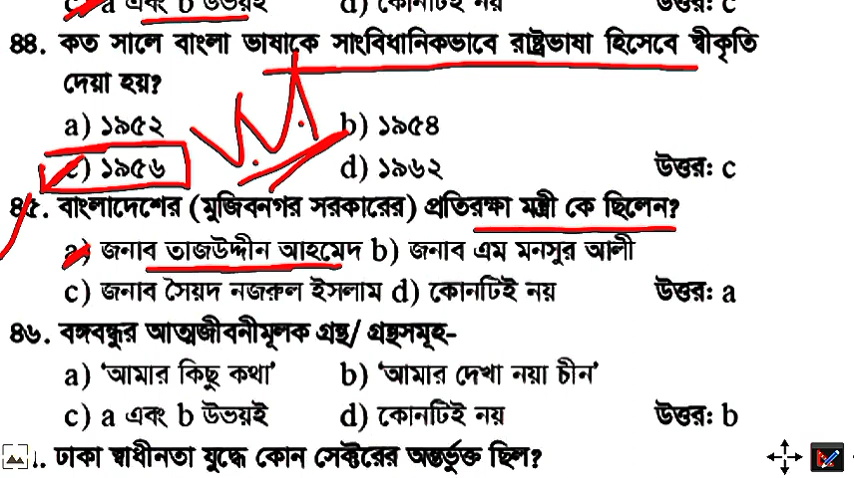 c) a এবং b উভয়ই d) কোনটিই নয় উত্তর: c
৪৪. কত সালে বাংলা ভাষাকে সাংবিধানিকভাবে রাষ্ট্রভাষা হিসেবে স্বীকৃতি
দেয়া হয়?
a) ১৯৫২ b) ১৯৫৪
c) ১৯৫৬ d) ১৯৬২ উত্তর: c
৪৫. বাংলাদেশের (মুজিবনগর সরকারের) প্রতিরক্ষা মন্ত্রী কে ছিলেন?
a) জনাব তাজউদ্দীন আহমেদ b) জনাব এম মনসুর আলী
c) জনাব সৈয়দ নজরুল ইসলাম d) কোনটিই নয় উত্তর: a
৪৬. বঙ্গবন্ধুর আত্মজীবনীমূলক গ্রন্থ/ গ্রন্থসমূহ-
a) ‘আমার কিছু কথা’ b) ‘আমার দেখা নয়া চীন’
c) a এবং b উভয়ই d) কোনটিই নয় উত্তর: b
ঢাকা স্বাধীনতা যুদ্ধে কোন সেক্টরের অন্তর্ভুক্ত ছিল?